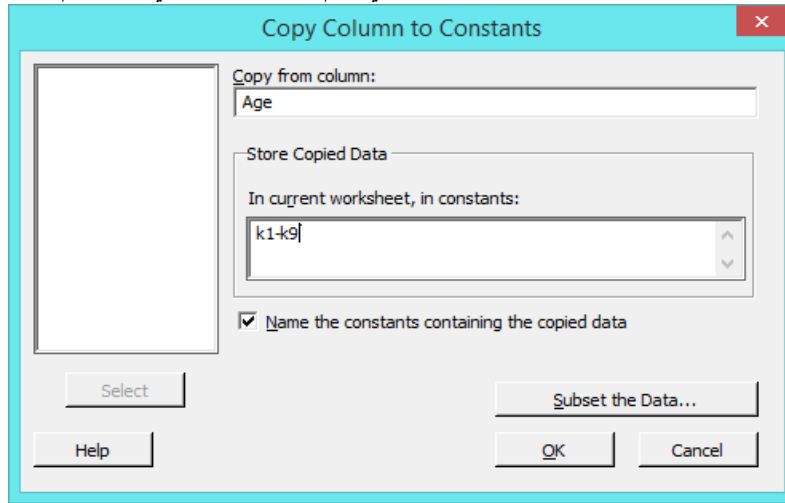 Copy Column to Constants
×
Copy from column:
Age
Store Copied Data
In current worksheet, in constants:
k1-k9
Name the constants containing the copied data
Select
Subset the Data...
Help
OK
Cancel